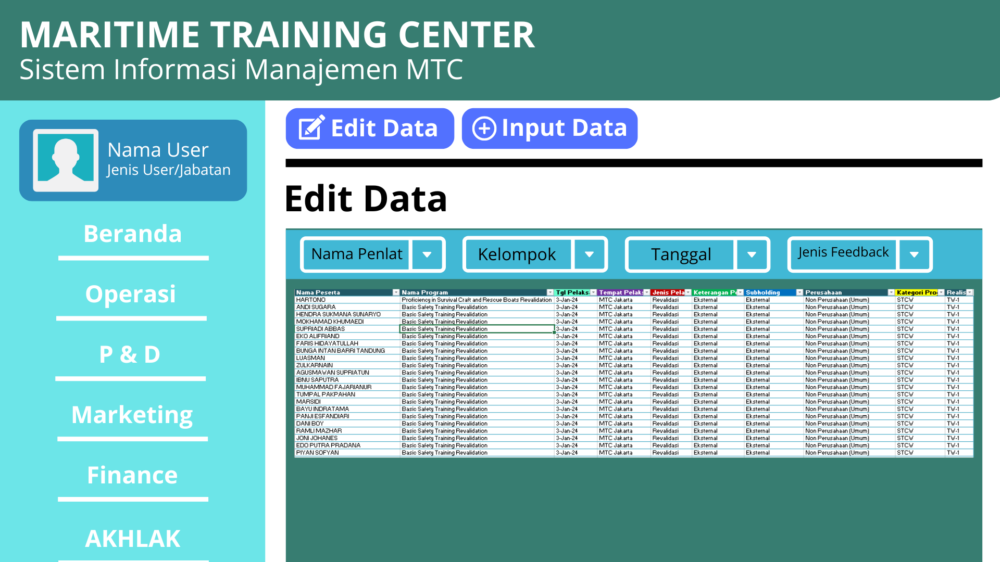 MARITIME TRAINING CENTER
Sistem Informasi Manajemen MTC
Nama User
Jenis User/Jabatan
Beranda
Operasi
P & D
Marketing
Finance
AKHLAK
Edit Data
Input Data
Edit Data
Nama Penlat
Kelompok
Tanggal
Jenis Feedback
Nama Peserta Nama Program Tgl Pelaks Tempat Pelaks Jenis Pela Keterangan Pe Subholding Perusahaan Kategori Prog Realis
HARTONO Proficiency in Survival Craft and Rescue Boats Revalidation 3-Jan-24 MTC Jakarta Revalidasi Eksternal Eksternal Non Perusahaan (Umum) STCW TW-1
ANDI SUGARA Basic Safety Training Revalidation 3-Jan-24 MTC Jakarta Revalidasi Eksternal Eksternal Non Perusahaan (Umum) STCW TW-1
HENDRA SUKMANA SUNARYO Basic Safety Training Revalidation 3-Jan-24 MTC Jakarta Revalidasi Eksternal Eksternal Non Perusahaan (Umum) STCW TW-1
MOKHAMAD KHUMAEDI Basic Safety Training Revalidation 3-Jan-24 MTC Jakarta Revalidasi Eksternal Eksternal Non Perusahaan (Umum) STCW TW-1
SUPRIADI ABBAS Basic Safety Training Revalidation 3-Jan-24 MTC Jakarta Revalidasi Eksternal Eksternal Non Perusahaan (Umum) STCW TW-1
EKO ALIFRIAND Basic Safety Training Revalidation 3-Jan-24 MTC Jakarta Revalidasi Eksternal Eksternal Non Perusahaan (Umum) STCW TW-1
FARIS HIDAYATULLAH Basic Safety Training Revalidation 3-Jan-24 MTC Jakarta Revalidasi Eksternal Eksternal Non Perusahaan (Umum) STCW TW-1
BUNGA INTAN BARRI TANDUNG Basic Safety Training Revalidation 3-Jan-24 MTC Jakarta Revalidasi Eksternal Eksternal Non Perusahaan (Umum) STCW TW-1
LUASMAN Basic Safety Training Revalidation 3-Jan-24 MTC Jakarta Revalidasi Eksternal Eksternal Non Perusahaan (Umum) STCW TW-1
ZULKARNAIN Basic Safety Training Revalidation 3-Jan-24 MTC Jakarta Revalidasi Eksternal Eksternal Non Perusahaan (Umum) STCW TW-1
AGUSMAWAN SUPRIATUN Basic Safety Training Revalidation 3-Jan-24 MTC Jakarta Revalidasi Eksternal Eksternal Non Perusahaan (Umum) STCW TW-1
IBNU SAPUTRA Basic Safety Training Revalidation 3-Jan-24 MTC Jakarta Revalidasi Eksternal Eksternal Non Perusahaan (Umum) STCW TW-1
MUHAMMAD FAJARIANUR Basic Safety Training Revalidation 3-Jan-24 MTC Jakarta Revalidasi Eksternal Eksternal Non Perusahaan (Umum) STCW TW-1
TUMPAL PAKPAHAN Basic Safety Training Revalidation 3-Jan-24 MTC Jakarta Revalidasi Eksternal Eksternal Non Perusahaan (Umum) STCW TW-1
MARSIDI Basic Safety Training Revalidation 3-Jan-24 MTC Jakarta Revalidasi Eksternal Eksternal Non Perusahaan (Umum) STCW TW-1
BAYU INDRATAMA Basic Safety Training Revalidation 3-Jan-24 MTC Jakarta Revalidasi Eksternal Eksternal Non Perusahaan (Umum) STCW TW-1
PANJI ESFANDIARI Basic Safety Training Revalidation 3-Jan-24 MTC Jakarta Revalidasi Eksternal Eksternal Non Perusahaan (Umum) STCW TW-1
DANI BOY Basic Safety Training Revalidation 3-Jan-24 MTC Jakarta Revalidasi Eksternal Eksternal Non Perusahaan (Umum) STCW TW-1
RAMLI MAZHAR Basic Safety Training Revalidation 3-Jan-24 MTC Jakarta Revalidasi Eksternal Eksternal Non Perusahaan (Umum) STCW TW-1
JONI JOHANES Basic Safety Training Revalidation 3-Jan-24 MTC Jakarta Revalidasi Eksternal Eksternal Non Perusahaan (Umum) STCW TW-1
EDO PUTRA PRADANA Basic Safety Training Revalidation 3-Jan-24 MTC Jakarta Revalidasi Eksternal Eksternal Non Perusahaan (Umum) STCW TW-1
PIYAN SOFYAN Basic Safety Training Revalidation 3-Jan-24 MTC Jakarta Revalidasi Eksternal Eksternal Non Perusahaan (Umum) STCW TW-1